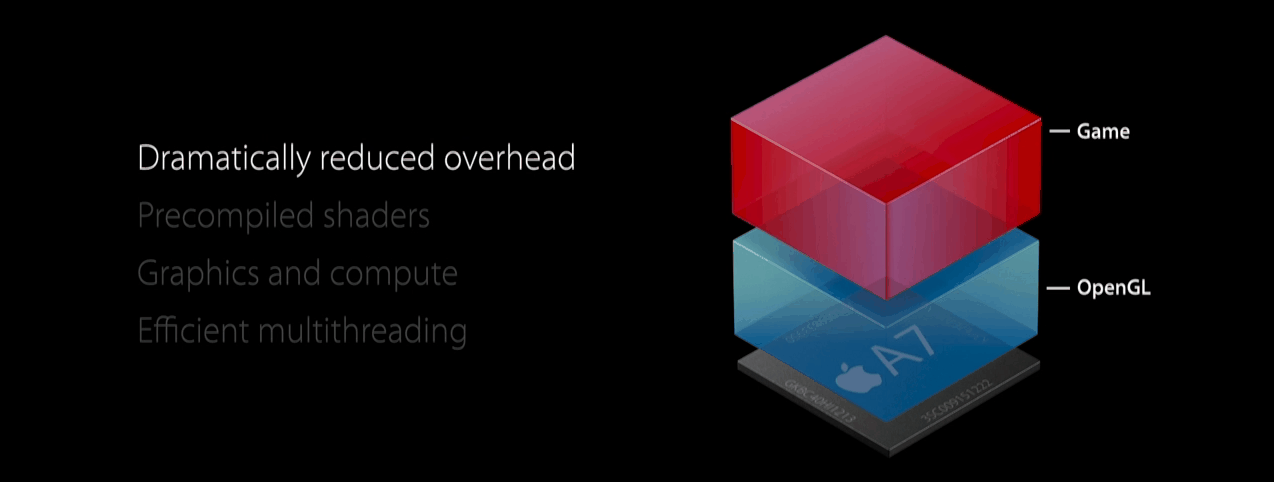 Dramatically reduced overhead
Precompiled shaders
Graphics and compute
Efficient multithreading
Game
OpenGL
A7